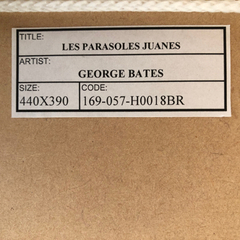 TITLE:
LES PARASOLES JUANES
ARTIST:
GEORGE BATES
SIZE: CODE:
440X390 169-057-H0018BR